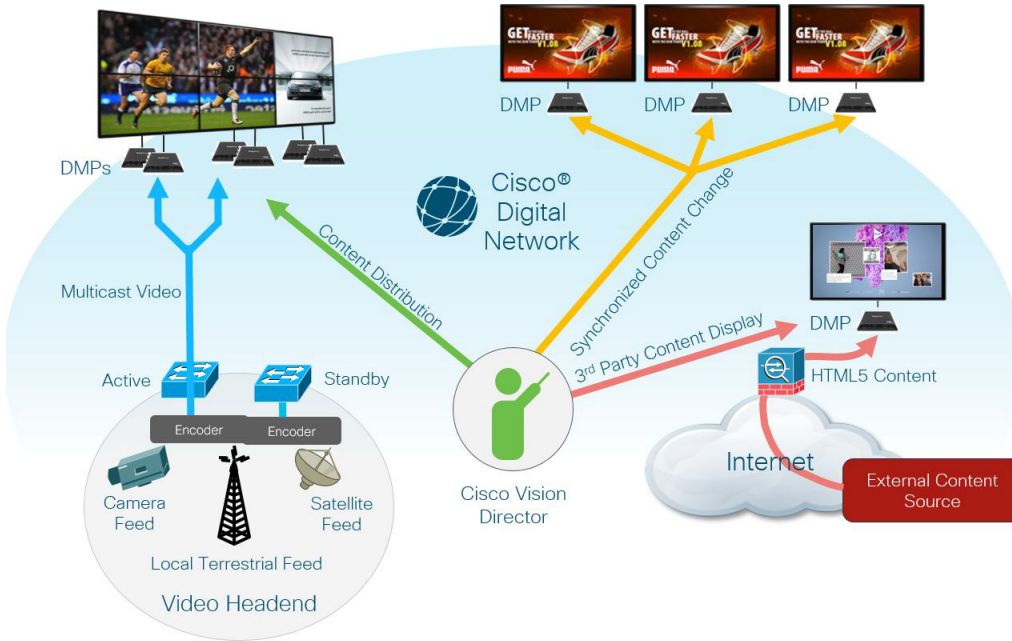 GET
FASTER
V1.08
PUMA
GET
FASTER
V1.08
PUMA
GET
FASTER
V1.08
PUMA
DMP
DMP
DMP
DMPs
Cisco®
Digital
Network
Content Distribution
Synchronized Content Change
Multicast Video
3rd Party Content Display
DMP
HTML5 Content
Active
Standby
Encoder
Encoder
Camera
Feed
Satellite
Feed
Local Terrestrial Feed
Video Headend
Cisco Vision
Director
Internet
External Content
Source